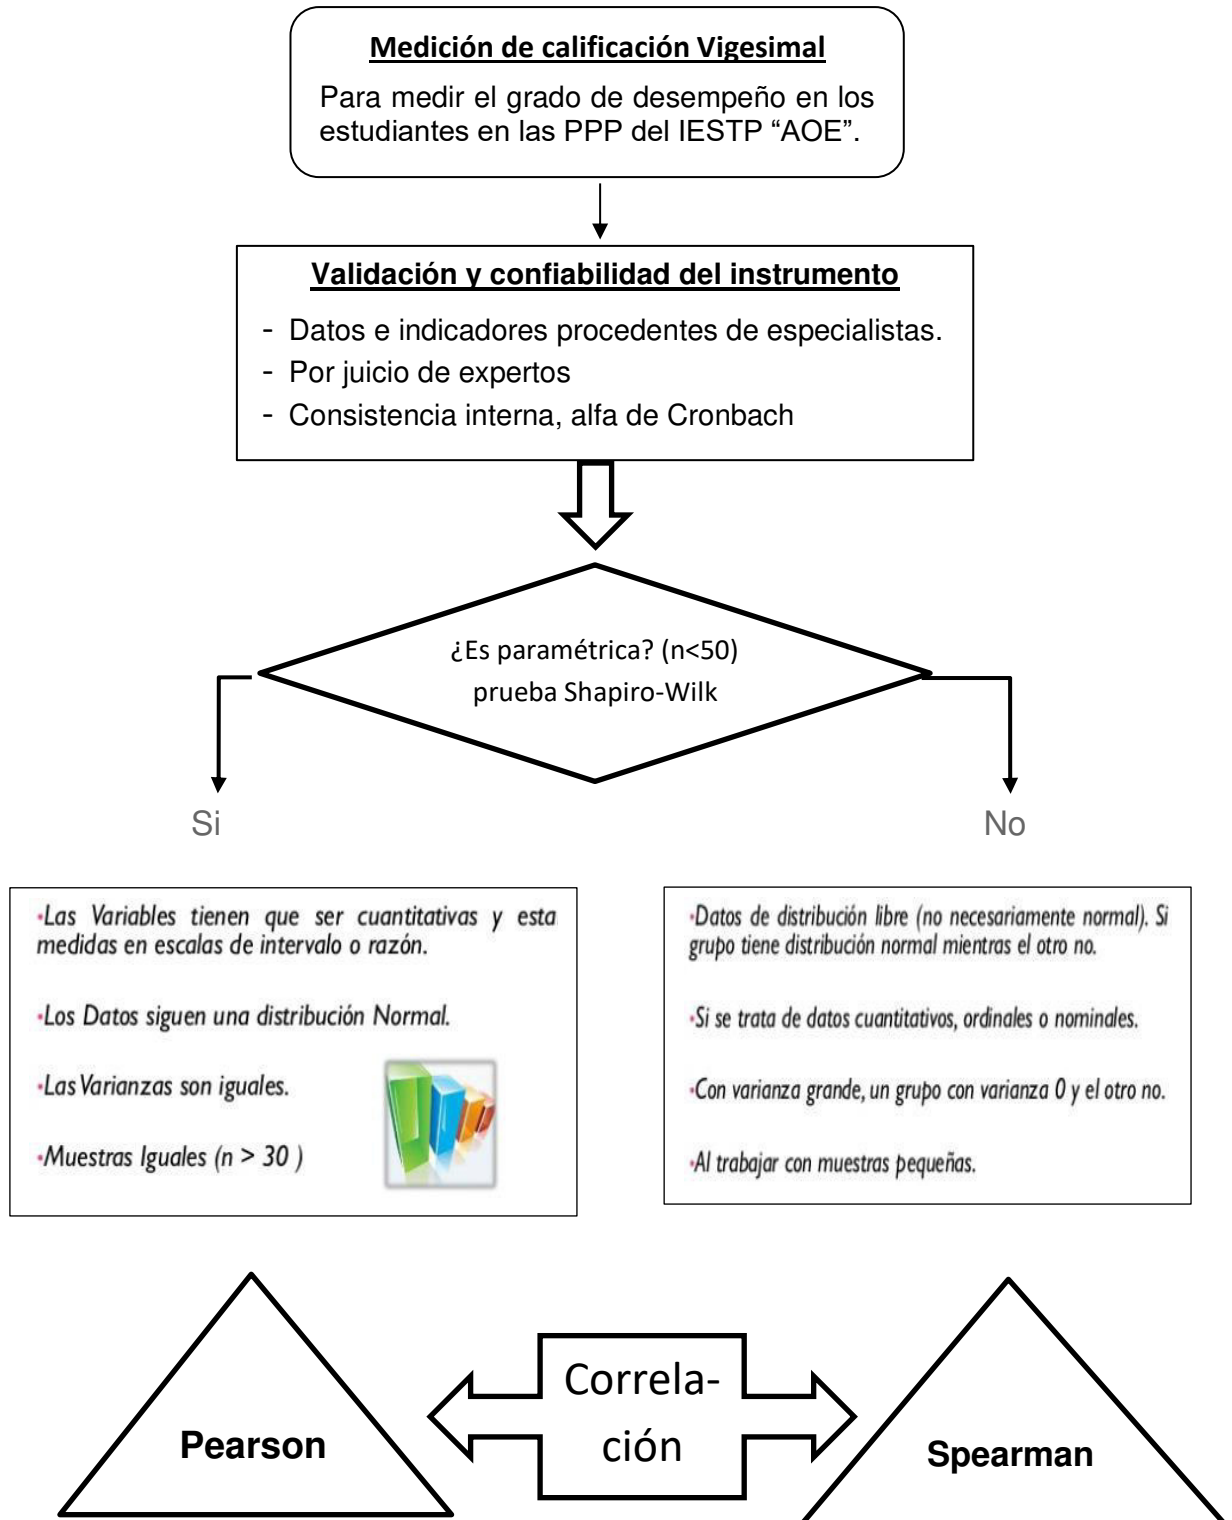 Medición de calificación Vigesimal
Para medir el grado de desempeño en los
estudiantes en las PPP del IESTP “AOE”.
Validación y confiabilidad del instrumento
- Datos e indicadores procedentes de especialistas.
- Por juicio de expertos
- Consistencia interna, alfa de Cronbach
¿Es paramétrica? (n<50)
prueba Shapiro-Wilk
Si
No
•Las Variables tienen que ser cuantitativas y esta
medidas en escalas de intervalo o razón.
•Los Datos siguen una distribución Normal.
•Las Varianzas son iguales.
•Muestras Iguales (n > 30 )
•Datos de distribución libre (no necesariamente normal). Si
grupo tiene distribución normal mientras el otro no.
•Si se trata de datos cuantitativos, ordinales o nominales.
•Con varianza grande, un grupo con varianza 0 y el otro no.
•Al trabajar con muestras pequeñas.
Pearson
Correla-
ción
Spearman